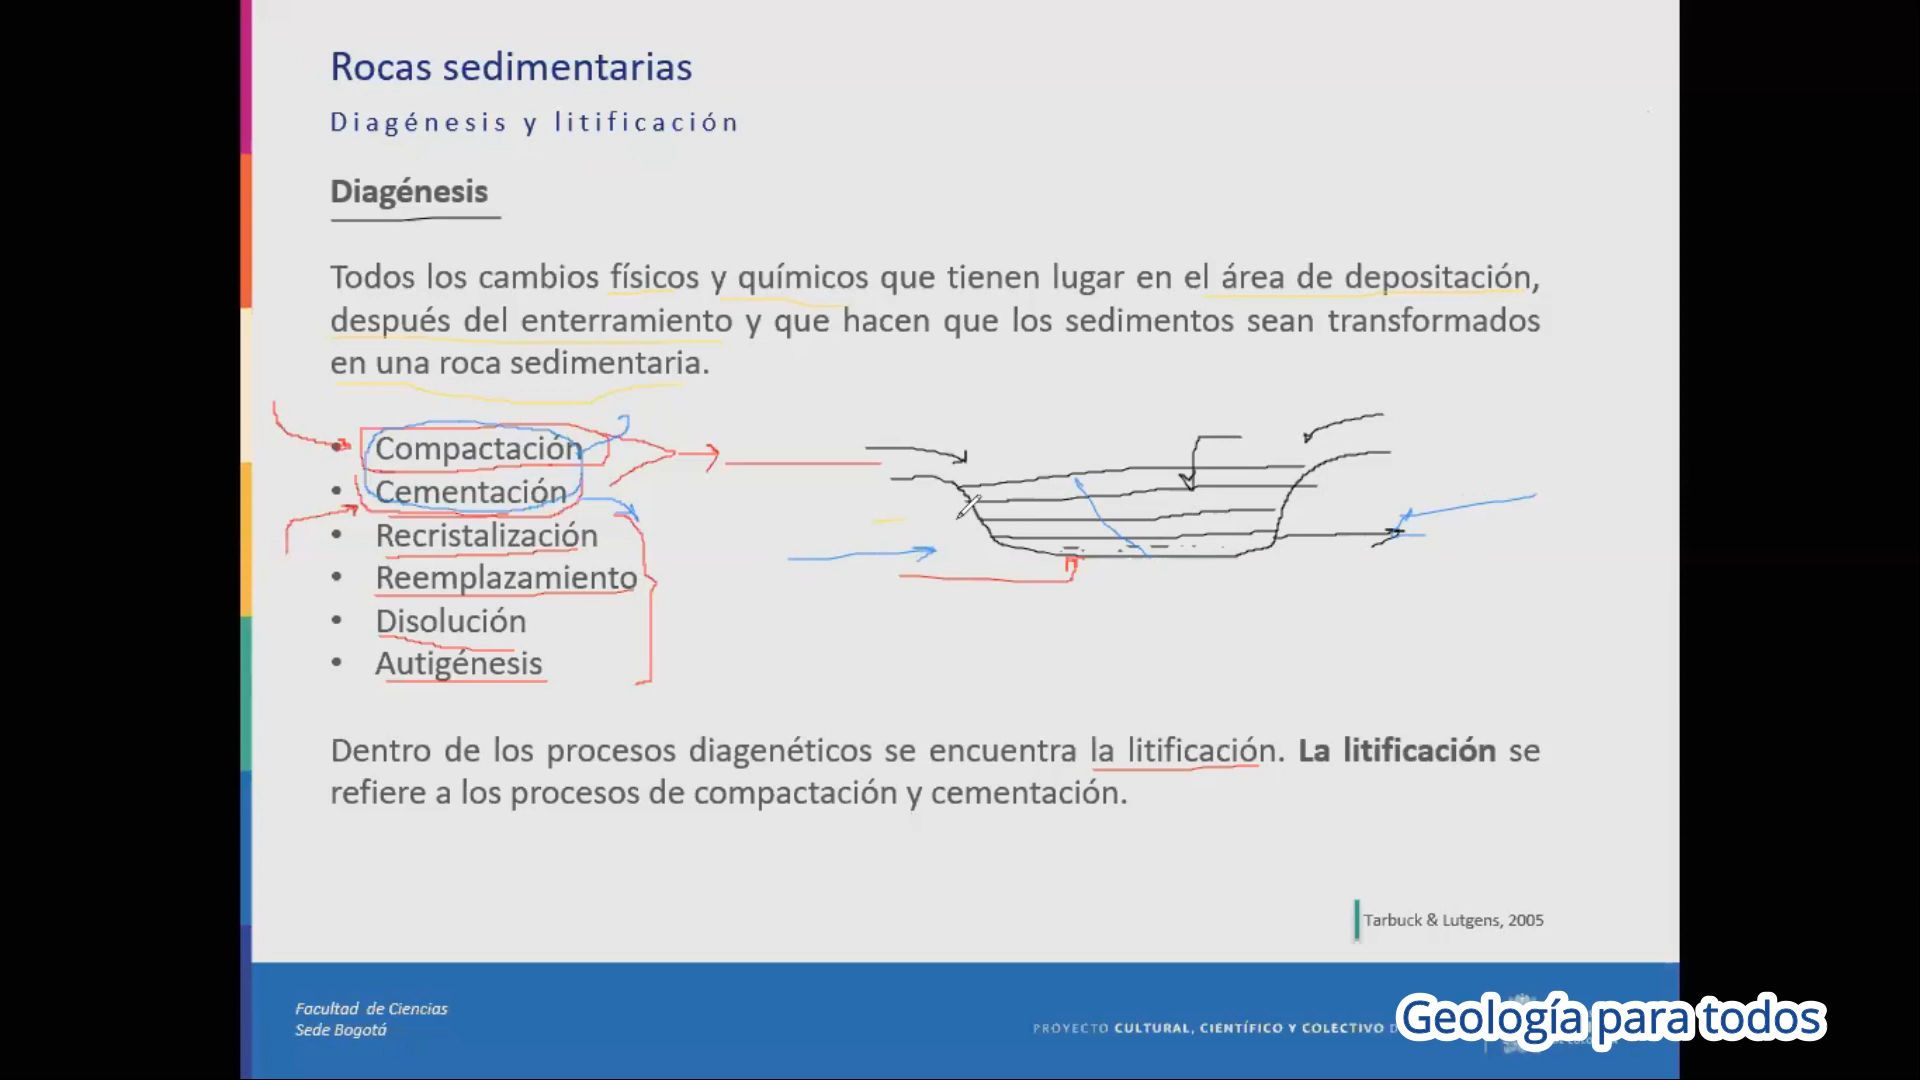 Rocas sedimentarias
Diagénesis y litificación
Diagénesis
Todos los cambios físicos y químicos que tienen lugar en el área de depositación,
después del enterramiento y que hacen que los sedimentos sean transformados
en una roca sedimentaria.
• Compactación
• Cementación
• Recristalización
• Reemplazamiento
• Disolución
• Autigénesis
Dentro de los procesos diagenéticos se encuentra la litificación. La litificación se
refiere a los procesos de compactación y cementación.
Tarbuck & Lutgens, 2005
Facultad de Ciencias
Sede Bogotá
PROYECTO CULTURAL, CIENTÍFICO Y COLECTIVO
Geología para todos